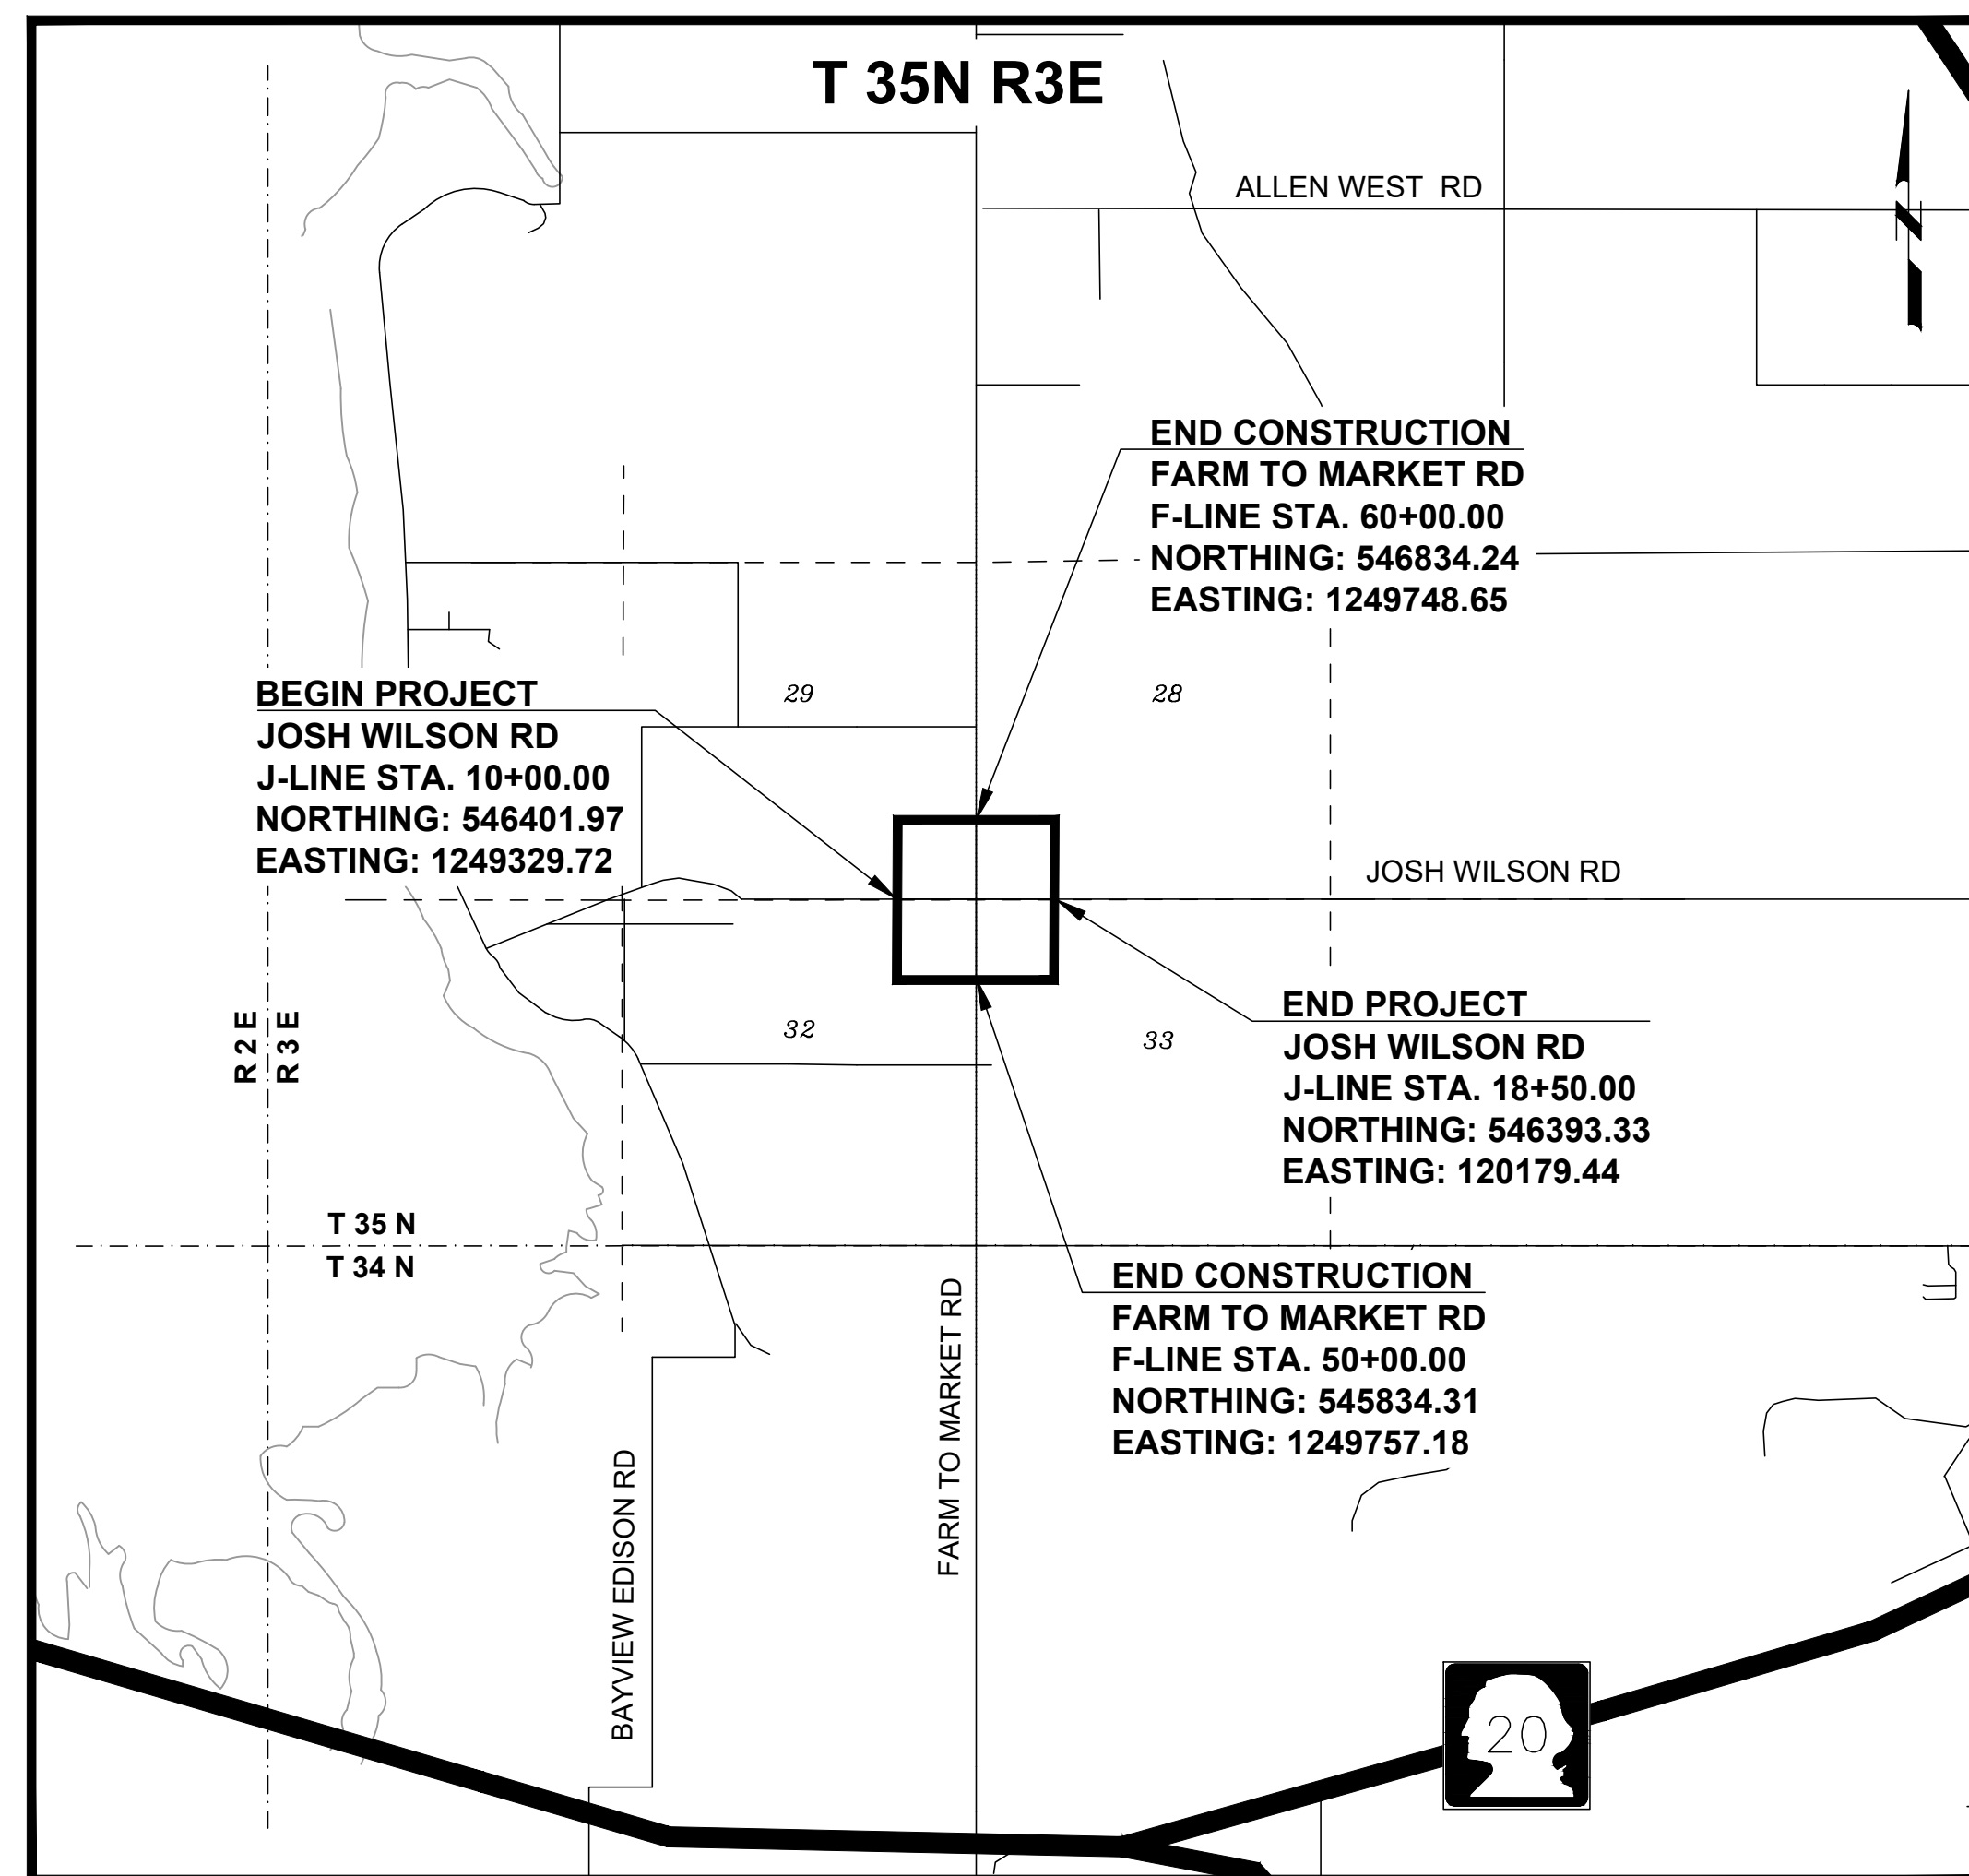 T 35N R3E
ALLEN WEST RD
N
END CONSTRUCTION
FARM TO MARKET RD
F-LINE STA. 60+00.00
NORTHING: 546834.24
EASTING: 1249748.65
BEGIN PROJECT
JOSH WILSON RD
J-LINE STA. 10+00.00
NORTHING: 546401.97
EASTING: 1249329.72
29
28
JOSH WILSON RD
32
33
END PROJECT
JOSH WILSON RD
J-LINE STA. 18+50.00
NORTHING: 546393.33
EASTING: 120179.44
R 2 E
R 3 E
T 35 N
T 34 N
END CONSTRUCTION
FARM TO MARKET RD
F-LINE STA. 50+00.00
NORTHING: 545834.31
EASTING: 1249757.18
FARM TO MARKET RD
BAYVIEW EDISON RD
20